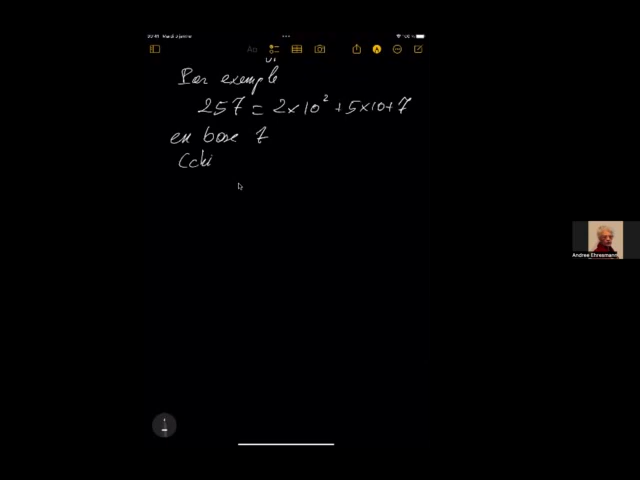 Par exemple
257 = 2×10² + 5×10+7
en base 7
Andree Ehresmann